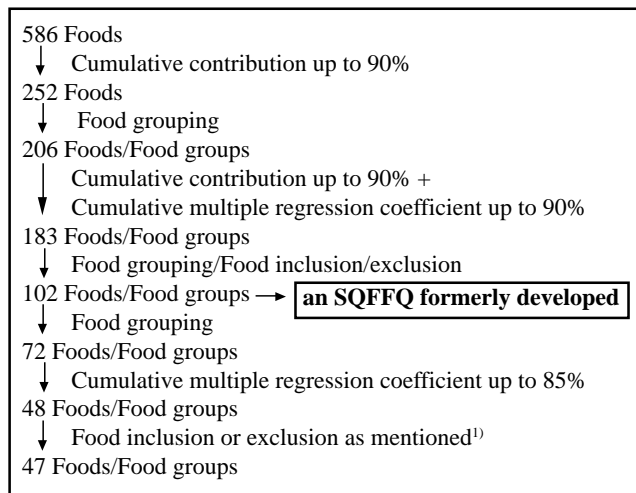 586 Foods
Cumulative contribution up to 90%
252 Foods
Food grouping
206 Foods/Food groups
Cumulative contribution up to 90% +
Cumulative multiple regression coefficient up to 90%
183 Foods/Food groups
Food grouping/Food inclusion/exclusion
102 Foods/Food groups → an SQFFQ formerly developed
Food grouping
72 Foods/Food groups
Cumulative multiple regression coefficient up to 85%
48 Foods/Food groups
Food inclusion or exclusion as mentioned¹⁾
47 Foods/Food groups